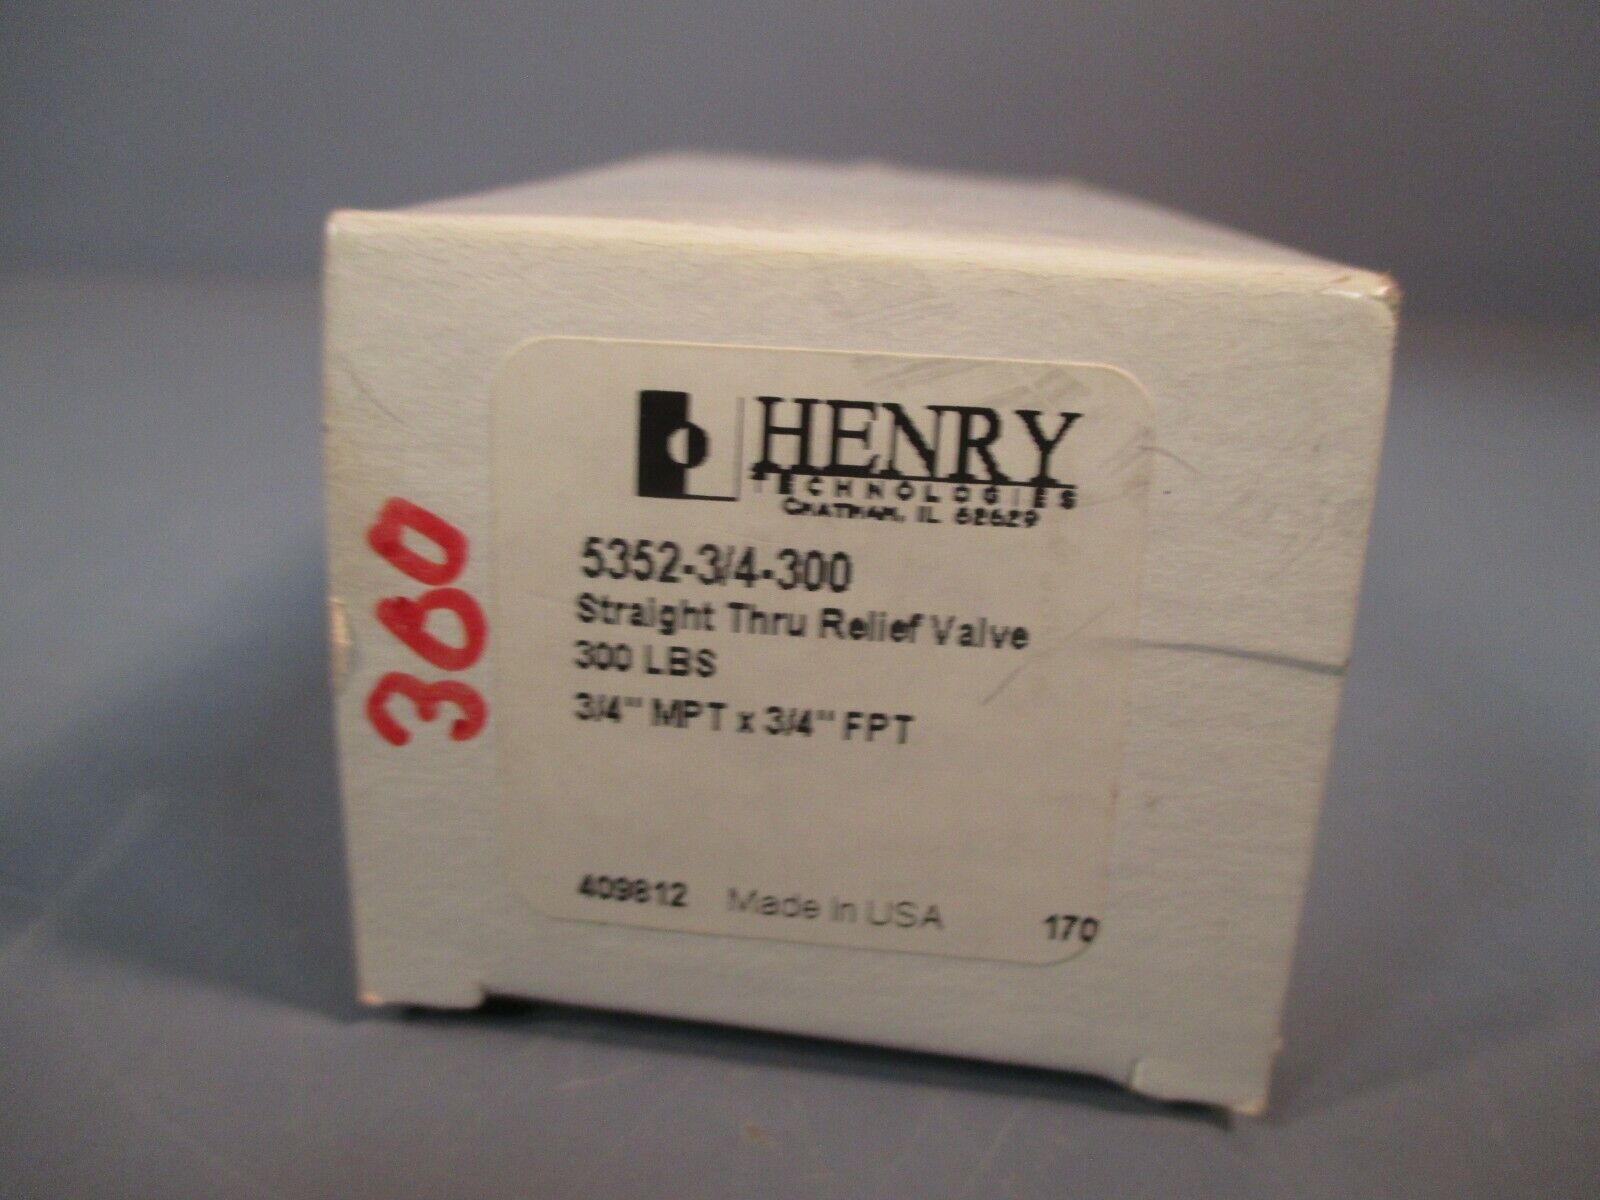 HENRY
TECHNOLOGIES
CHATHAM, IL 62629
5352-3/4-300
Straight Thru Relief Valve
300 LBS
3/4" MPT x 3/4" FPT
409812 Made In USA 170
380